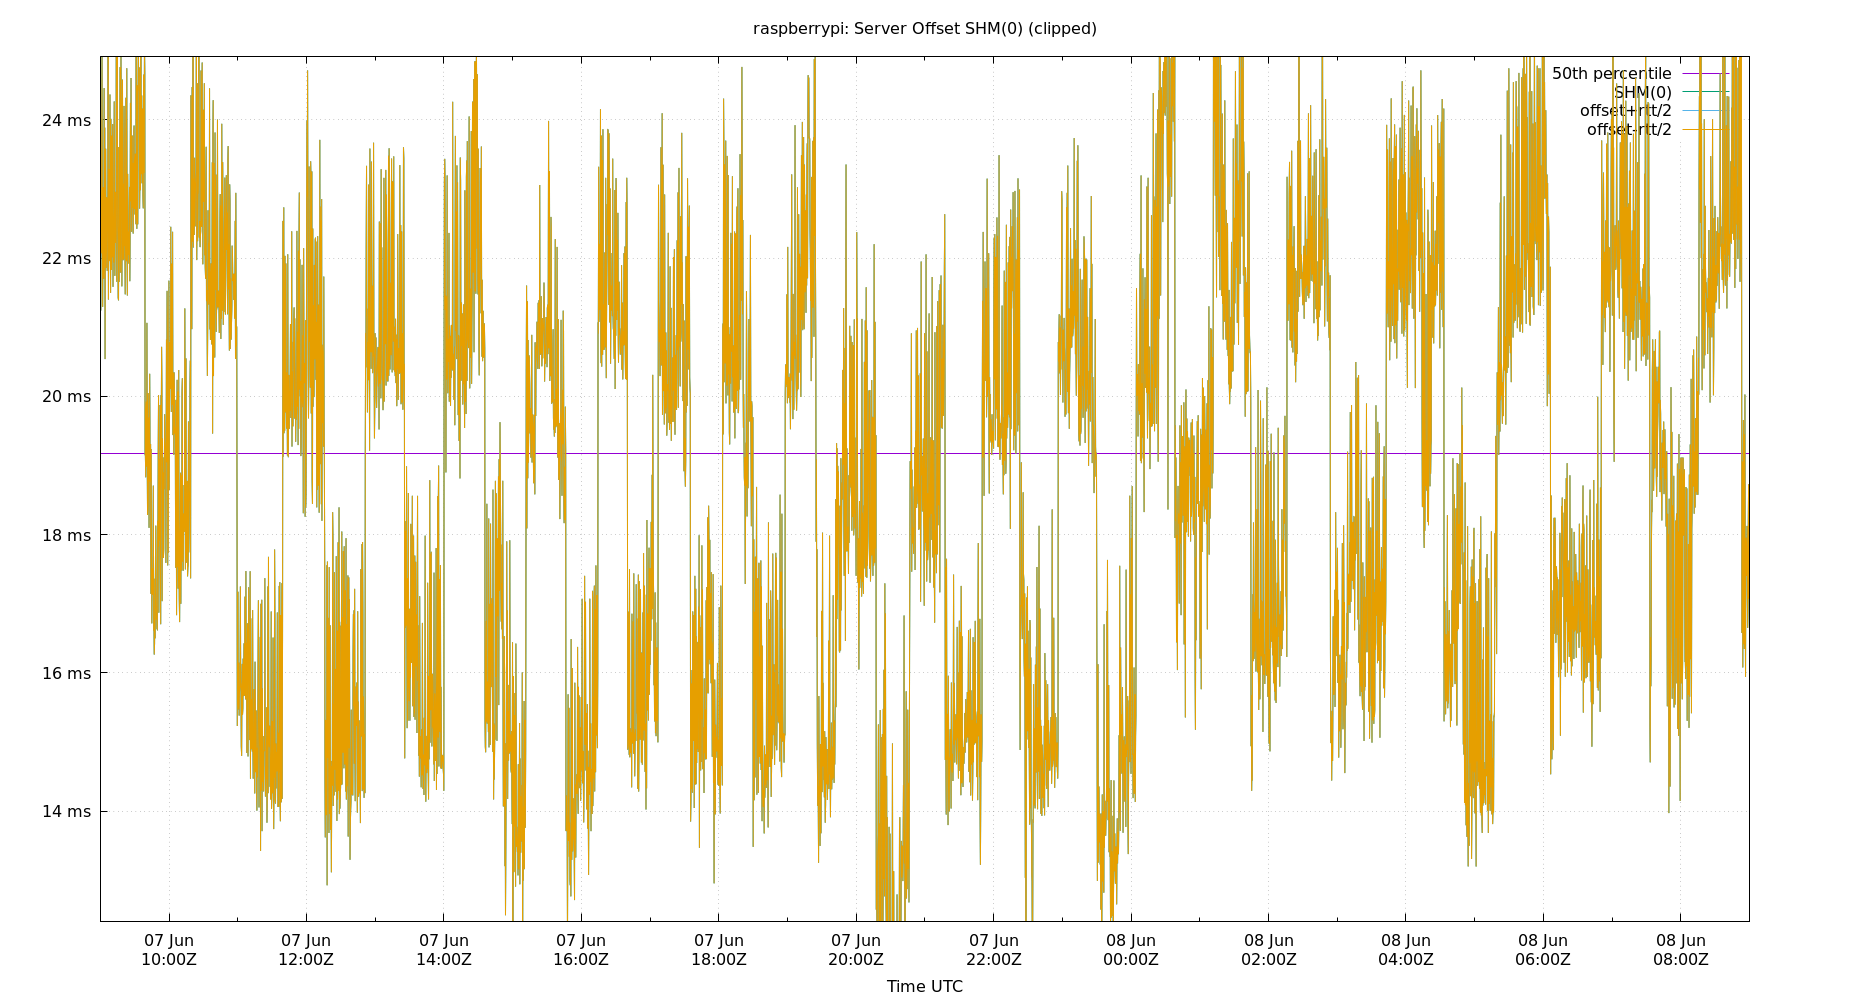 raspberrypi: Server Offset SHM(0) (clipped)
50th percentile
SHM(0)
offset+rtt/2
offset-rtt/2
24 ms
22 ms
20 ms
18 ms
16 ms
14 ms
07 Jun 07 Jun 07 Jun 07 Jun 07 Jun 07 Jun 07 Jun 08 Jun 08 Jun 08 Jun 08 Jun 08 Jun
10:00Z 12:00Z 14:00Z 16:00Z 18:00Z 20:00Z 22:00Z 00:00Z 02:00Z 04:00Z 06:00Z 08:00Z
Time UTC